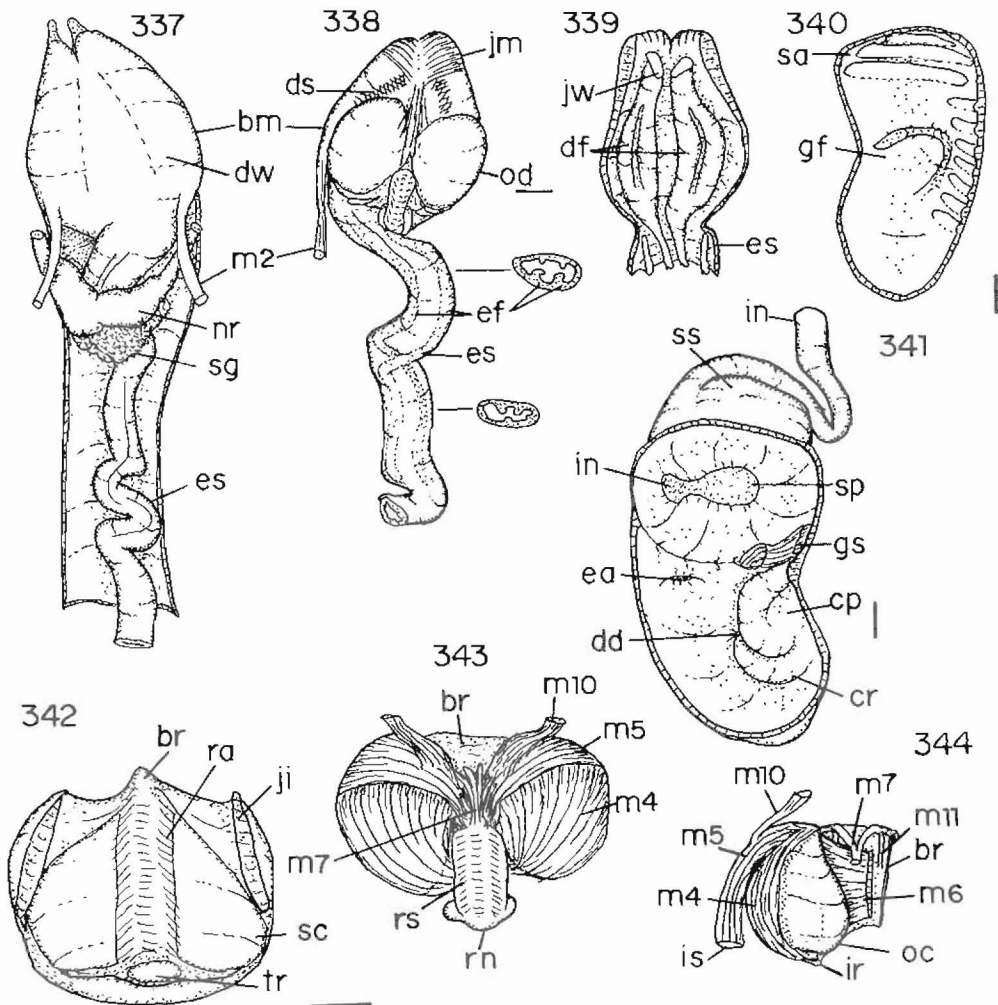 337
338
339
340
jm
sa
ds
jw
bm
dw
gf
df
od
m2
es
nr
ef
in
341
sg
es
ss
es
in
sp
gs
ea
cp
dd
343
cr
342
br
m10
br
ra
ji
m5
344
m10
m7
m4
m5
m11
m7
br
m4
m6
rs
sc
is
oc
rn
ir
tr